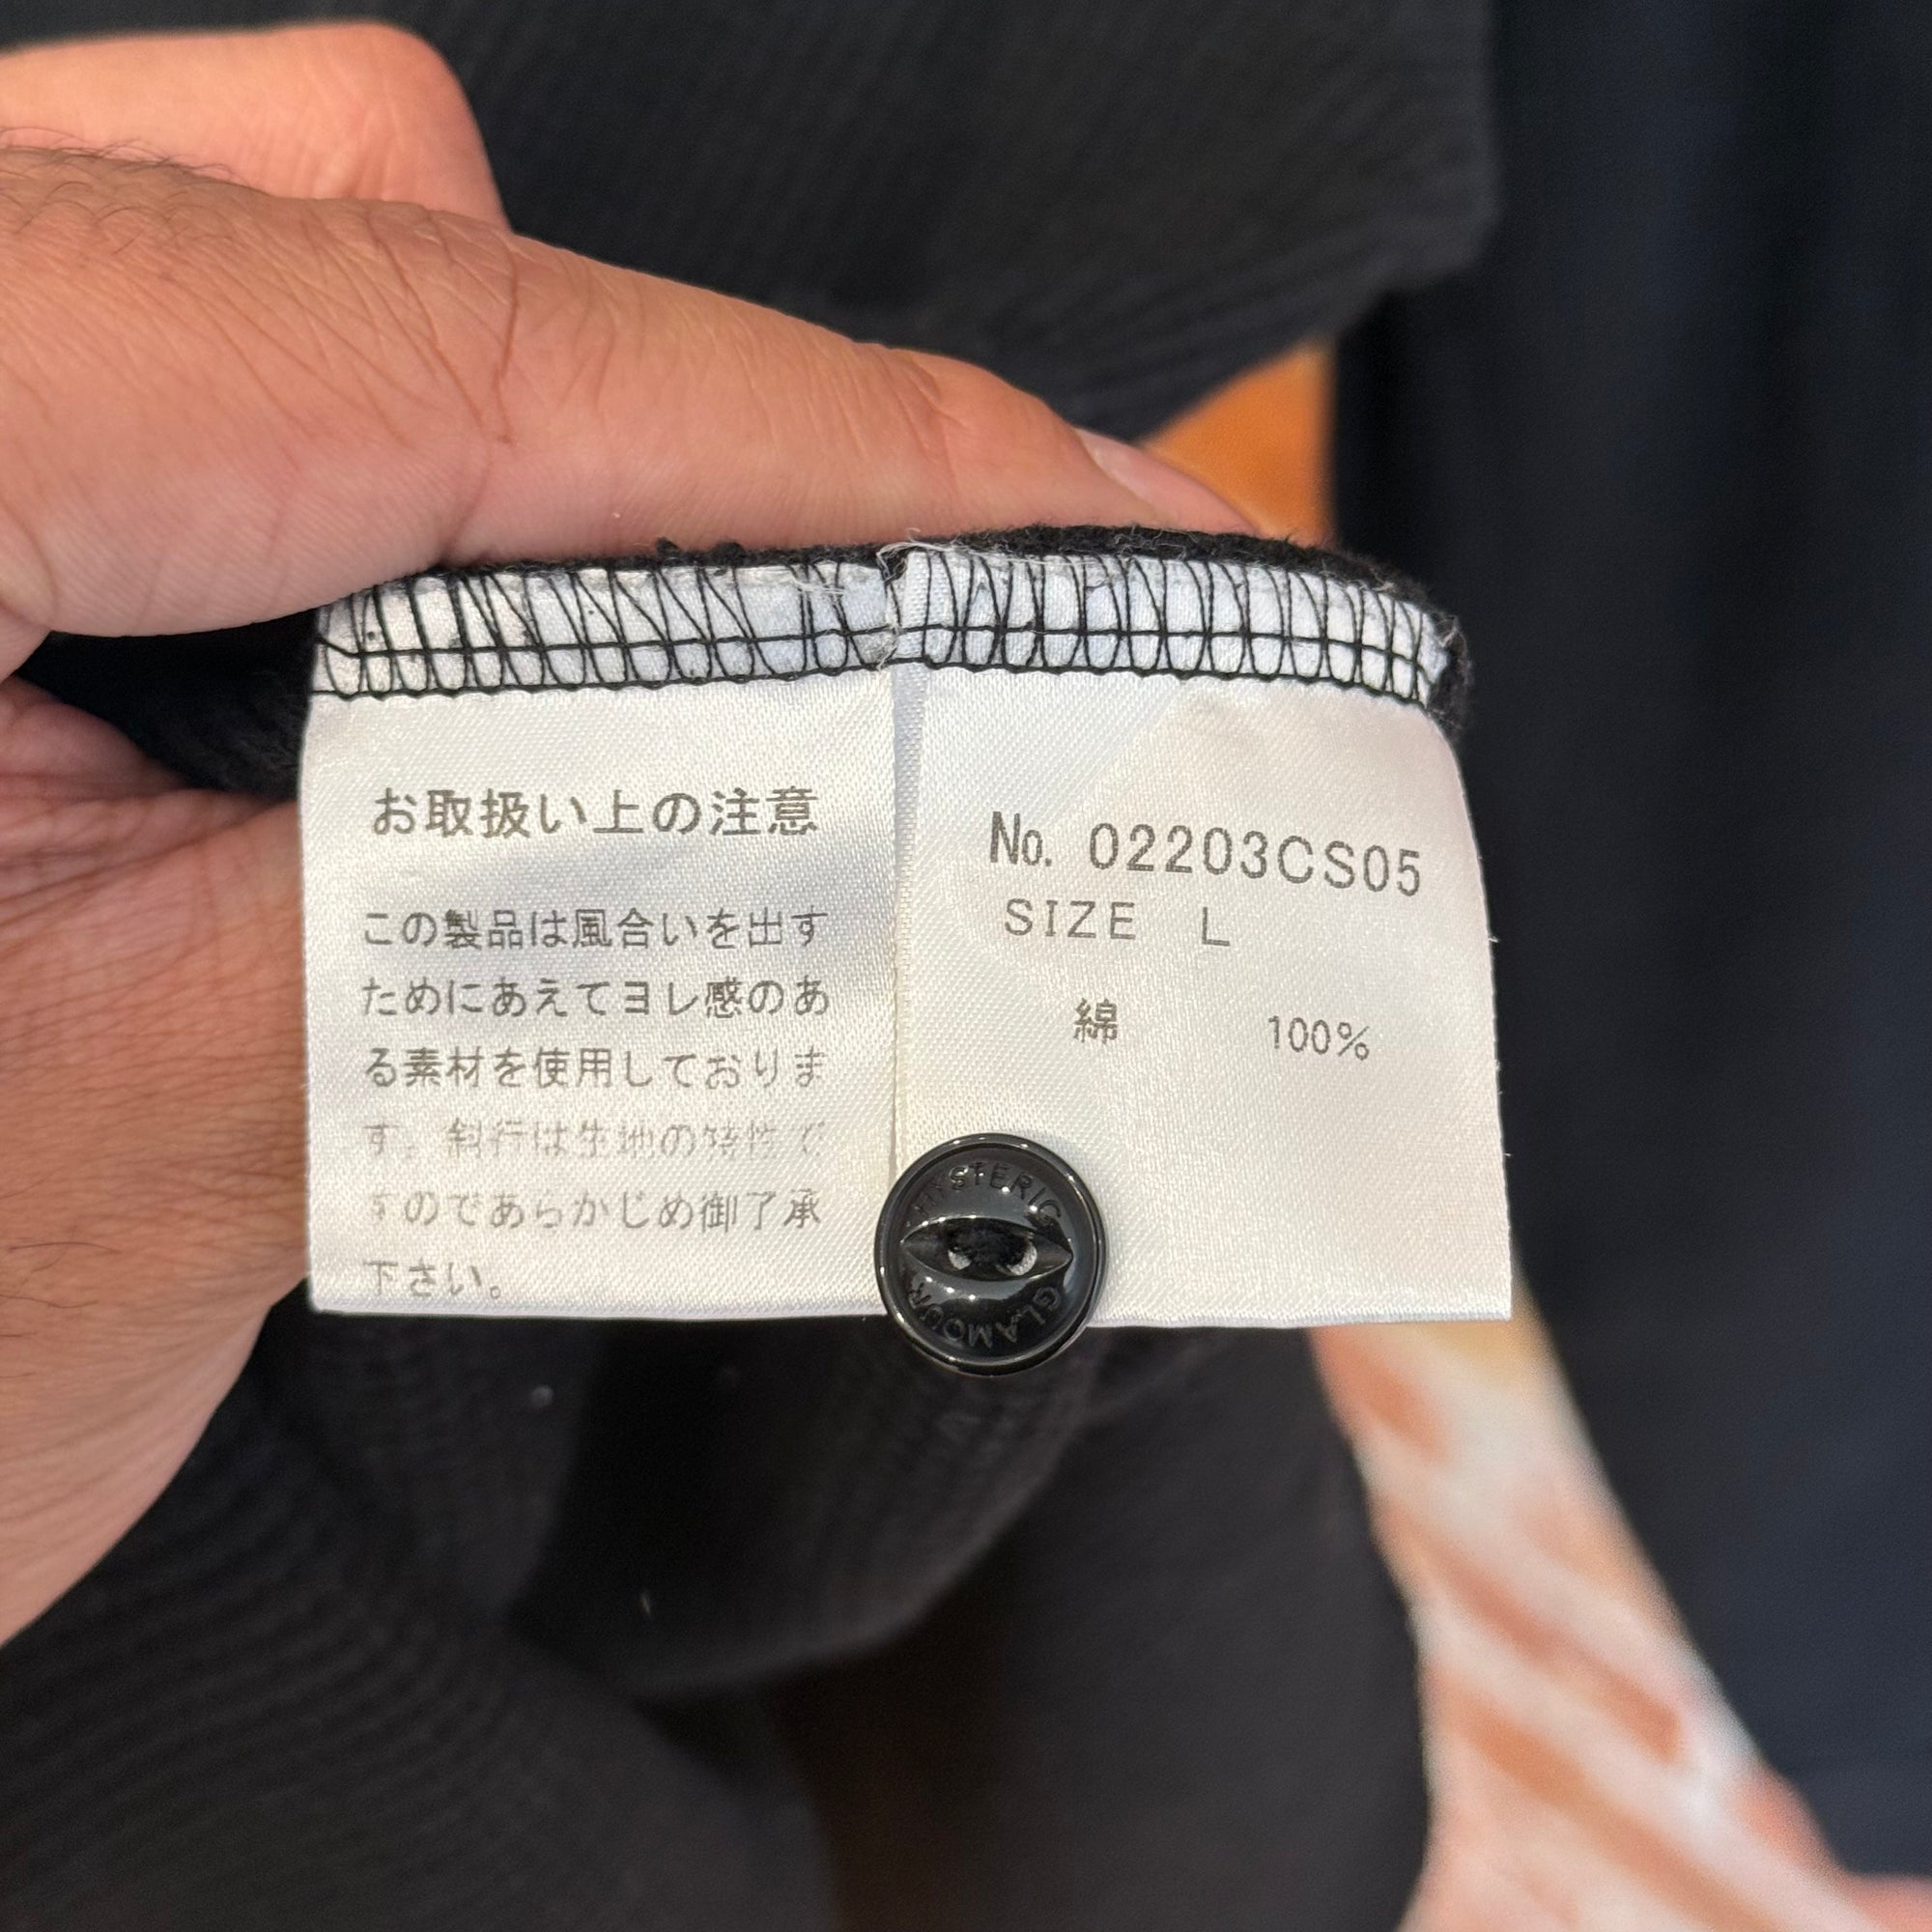 お取扱い上の注意
この製品は風合いを出す
ためにあえてヨレ感のあ
る素材を使用しておりま
す。斜行は生地の特性で
すのであらかじめ御了承
下さい。
№ 02203CS05
SIZE L
綿 100%
HYSTERIC
GLAMOUR